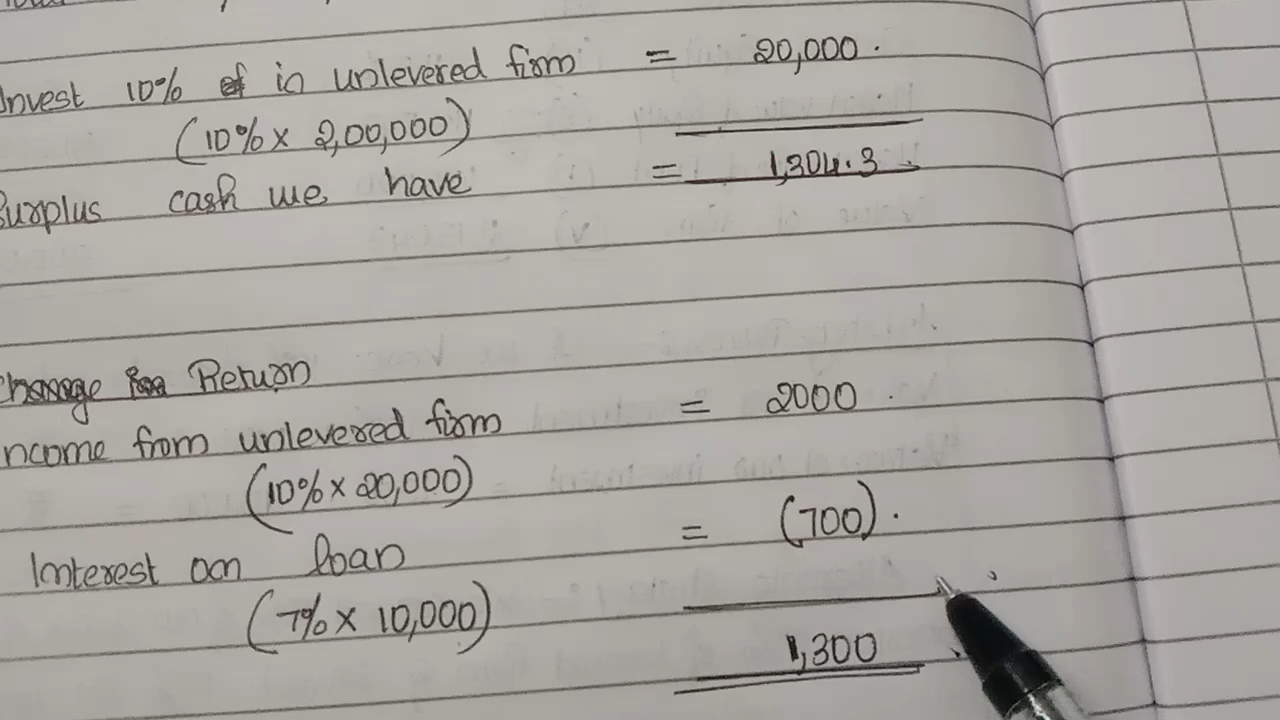 Invest 10% in unlevered firm = 20,000.
(10% x 2,00,000)
Surplus cash we have = 1,304.3
Change Return
Income from unlevered firm = 2000.
(10% x 20,000)
Interest on loan = (700).
(7% x 10,000)
1,300